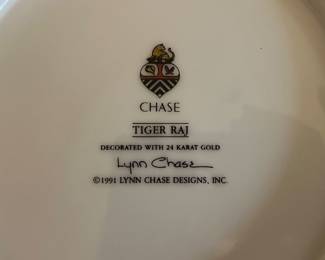 CHASE
TIGER RAJ
DECORATED WITH 24 KARAT GOLD
Lynn Chase
©1991 LYNN CHASE DESIGNS, INC.